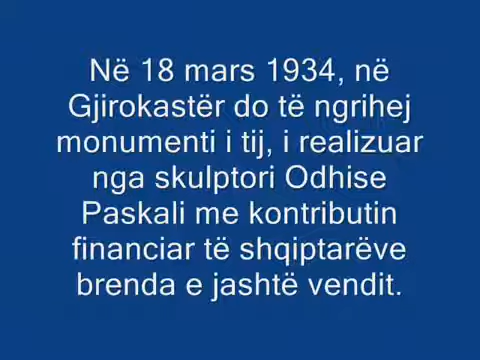 Në 18 mars 1934, në
Gjirokastër do të ngrihej
monumenti i tij, i realizuar
nga skulptori Odhise
Paskali me kontributin
financiar të shqiptarëve
brenda e jashtë vendit.